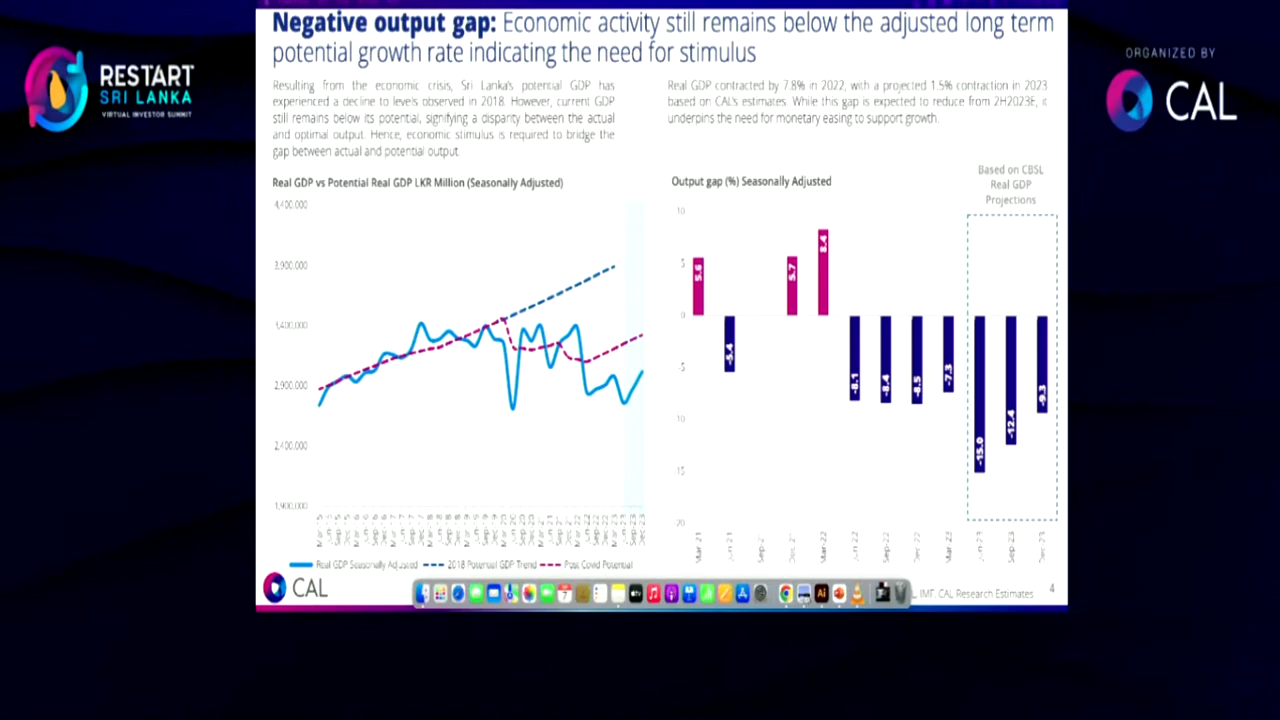 Negative output gap: Economic activity still remains below the adjusted long term
potential growth rate indicating the need for stimulus
RESTART
SRI LANKA
VIRTUAL INVESTOR SUMMIT
ORGANIZED BY
CAL
Resulting from the economic crisis, Sri Lanka's potential GDP has
experienced a decline to levels observed in 2018. However, current GDP
still remains below its potential, signifying a disparity between the actual
and optimal output. Hence, economic stimulus is required to bridge the
gap between actual and potential output.
Real GDP contracted by 7.8% in 2022, with a projected 1.5% contraction in 2023
based on CAL's estimates. While this gap is expected to reduce from 2H2023E, it
underpins the need for monetary easing to support growth.
Real GDP vs Potential Real GDP LKR Million (Seasonally Adjusted)
4,400,000
3,900,000
3,400,000
2,900,000
2,400,000
1,900,000
Real GDP Seasonally Adjusted
2018 Potential GDP Trend
Post Covid Potential
Output gap (%) Seasonally Adjusted
Based on CBSL
Real GDP
Projections
10
5
0
-5
10
15
20
5.6
-5.4
5.7
8.4
-8.1
-8.4
-8.5
-7.3
-15.0
-12.4
-9.3
Mar-21
Jun-21
Sep-21
Dec-21
Mar-22
Jun-22
Sep-22
Dec-22
Mar-23
Jun-23
Sep-23
Dec-23
CAL
7
tv
Ai
IMF, CAL Research Estimates
4